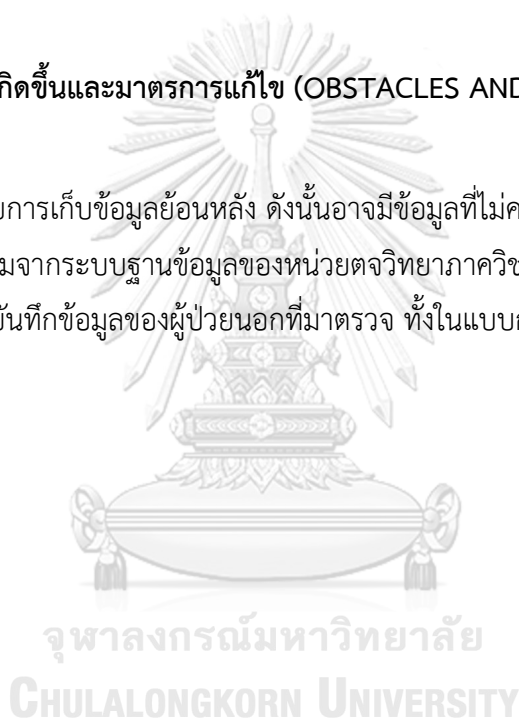 กิดขึ้นและมาตรการแก้ไข (OBSTACLES AND
การเก็บข้อมูลย้อนหลัง ดังนั้นอาจมีข้อมูลที่ไม่ค
มจากระบบฐานข้อมูลของหน่วยตจวิทยาภาควิช
บันทึกข้อมูลของผู้ป่วยนอกที่มาตรวจ ทั้งในแบบ
จุฬาลงกรณ์มหาวิทยาลัย
CHULALONGKORN UNIVERSITY